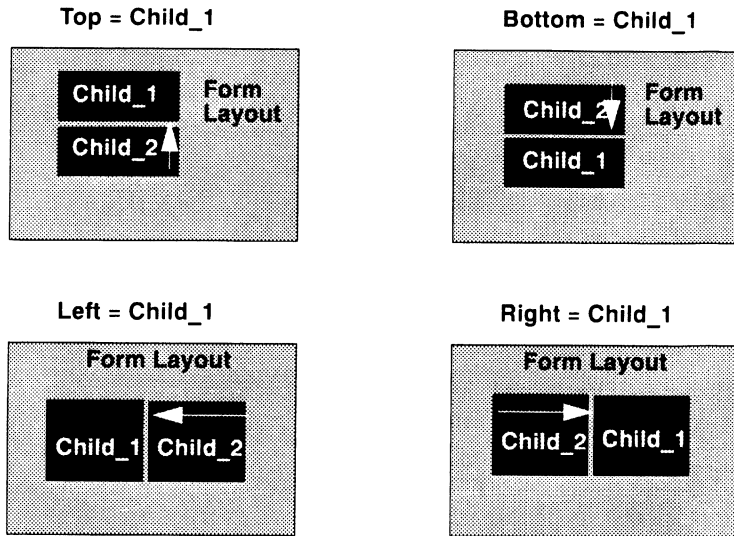 Top = Child_1
Child_1
Form
Layout
Child_2
Bottom = Child_1
Child_2
Form
Layout
Child_1
Left = Child_1
Form Layout
Child_1
Child_2
Right = Child_1
Form Layout
Child_2
Child_1